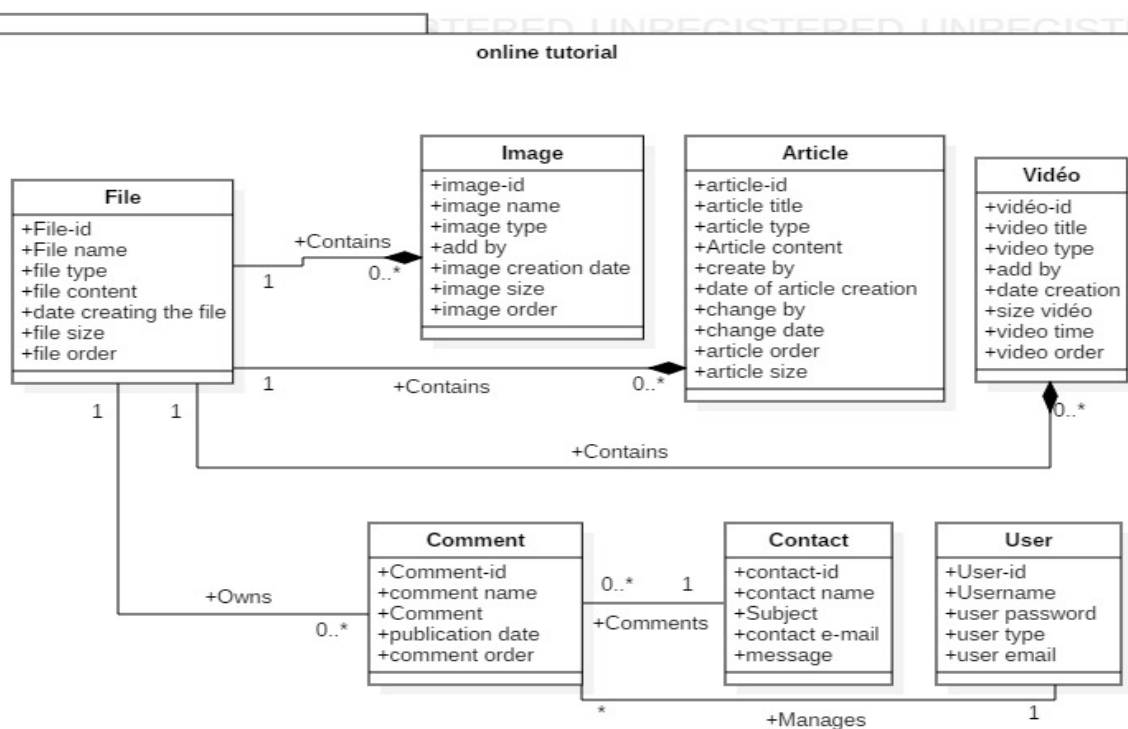 UNREGISTERED UNREGIST
online tutorial
File
+File-id
+File name
+file type
+file content
+date creating the file
+file size
+file order
+Contains
1
0..*
Image
+image-id
+image name
+image type
+add by
+image creation date
+image size
+image order
Article
+article-id
+article title
+article type
+Article content
+create by
+date of article creation
+change by
+change date
+article order
+article size
Vidéo
+vidéo-id
+video title
+video type
+add by
+date creation
+size vidéo
+video time
+video order
1
+Contains
0..*
1
1
0..*
+Contains
+Owns
0..*
Comment
+Comment-id
+comment name
+Comment
+publication date
+comment order
0..*
1
+Comments
Contact
+contact-id
+contact name
+Subject
+contact e-mail
+message
User
+User-id
+Username
+user password
+user type
+user email
*
+Manages
1